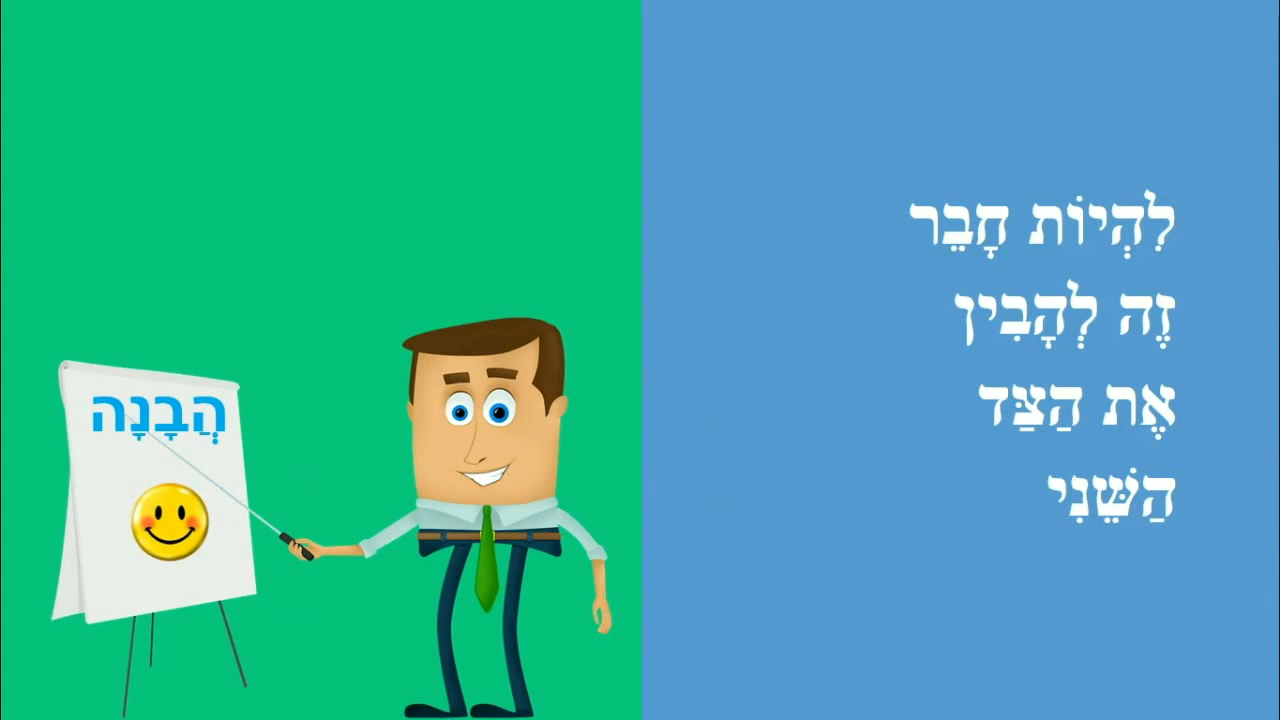 לִהְיוֹת חָבֵר
זֶה לְהָבִין
אֶת הַצַּד
הַשֵּׁנִי
הֲבָנָה